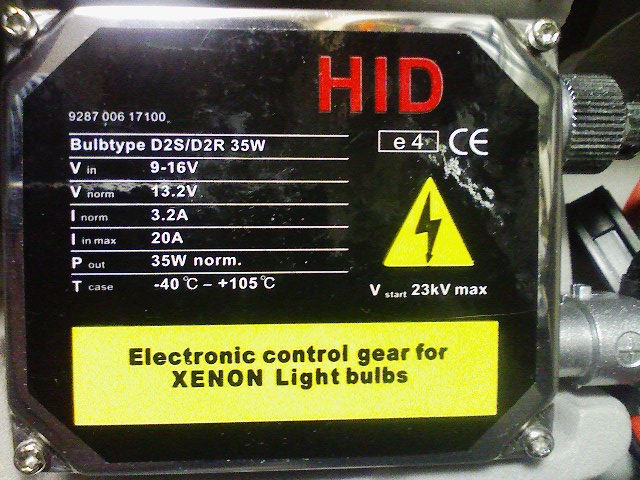 HID
9287 006 17100
Bulbtype D2S/D2R 35W
e4 CE
V in 9-16V
V norm 13.2V
I norm 3.2A
I in max 20A
P out 35W norm.
T case -40℃ – +105℃
V start 23kV max
Electronic control gear for
XENON Light bulbs